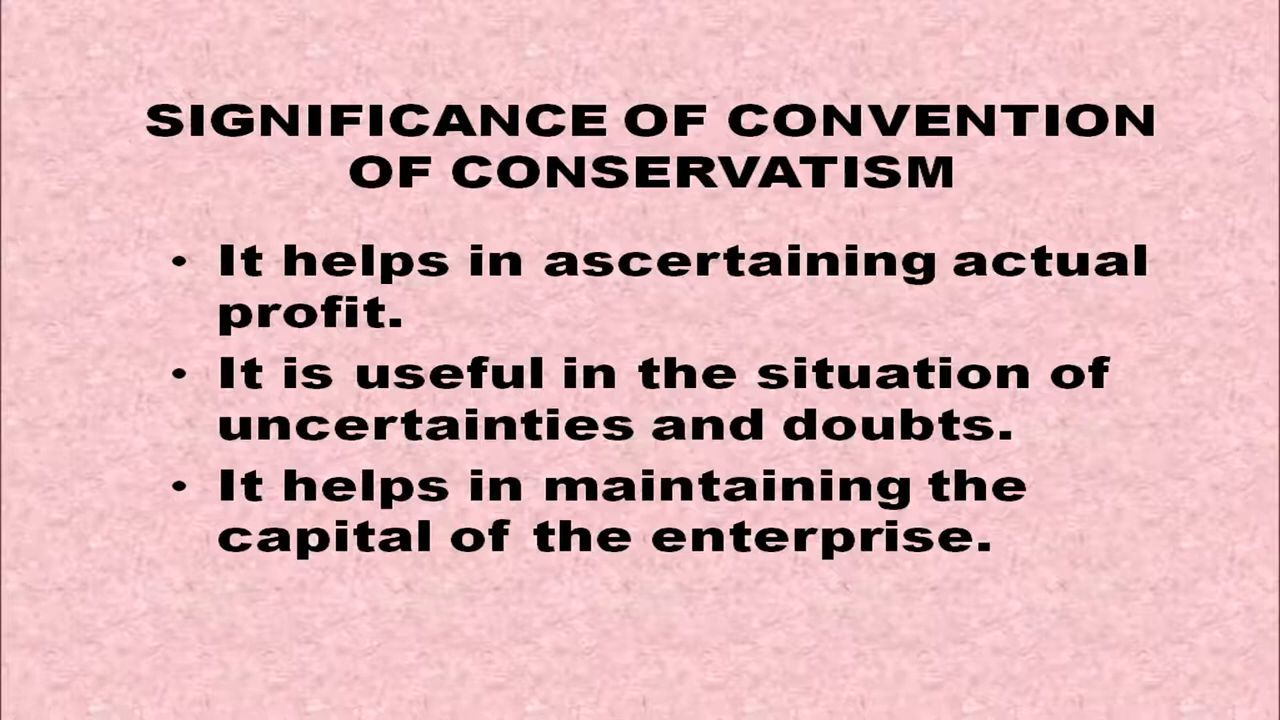 SIGNIFICANCE OF CONVENTION
OF CONSERVATISM
• It helps in ascertaining actual
profit.
• It is useful in the situation of
uncertainties and doubts.
• It helps in maintaining the
capital of the enterprise.